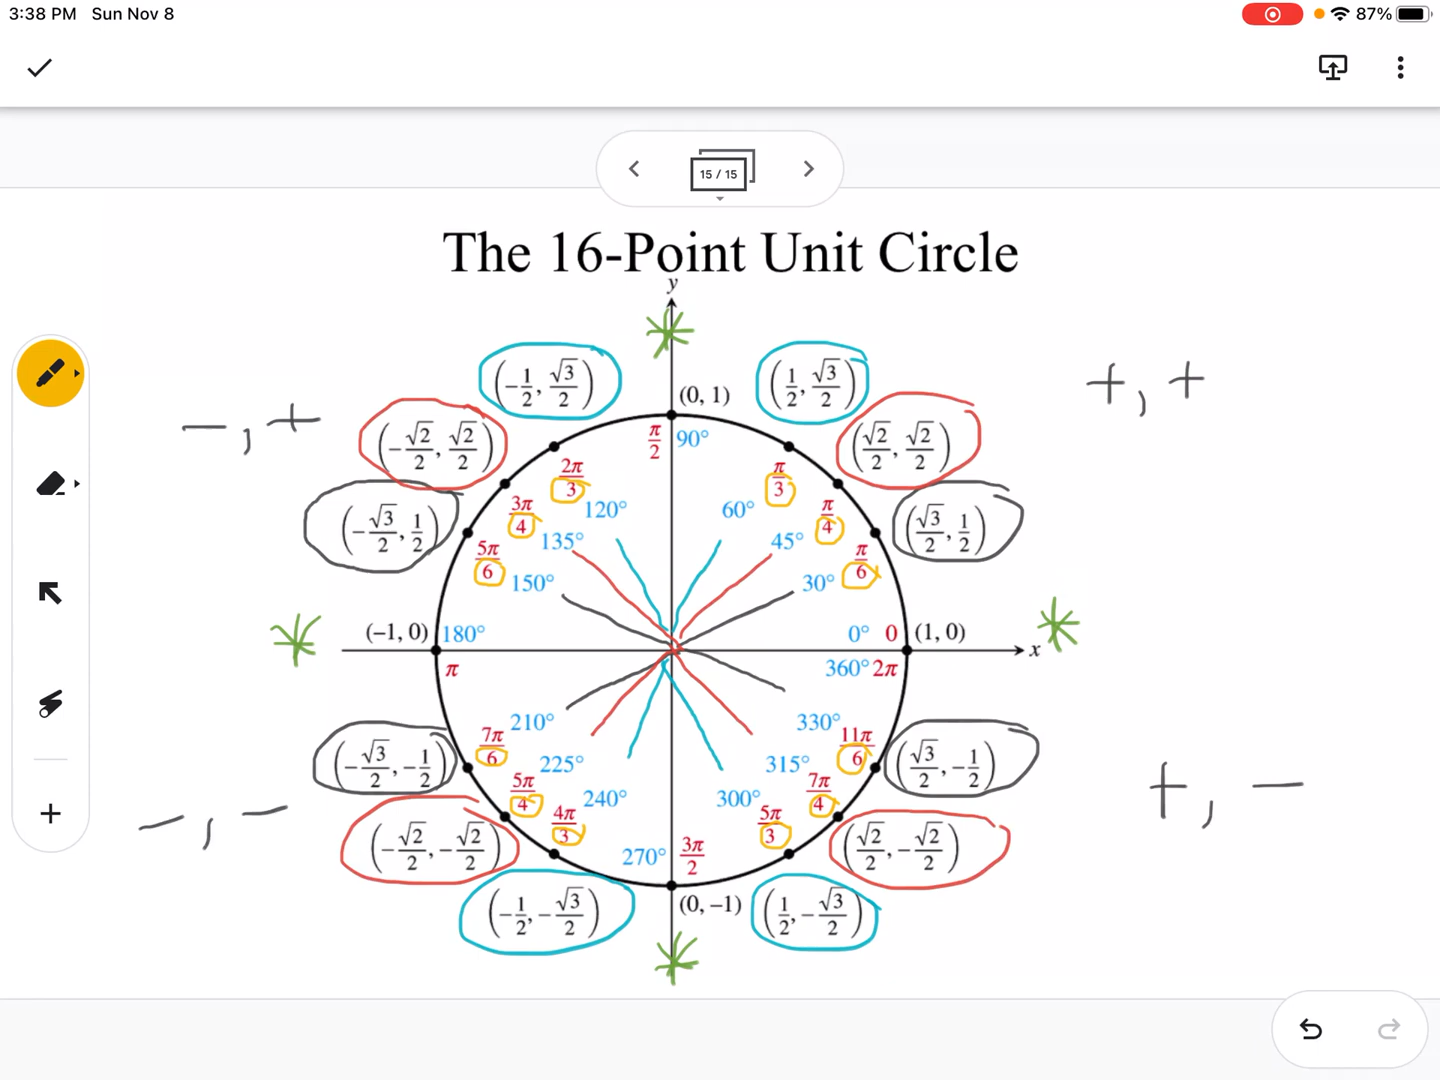 3:38 PM Sun Nov 8 87%
15 / 15
The 16-Point Unit Circle
y
(-1/2, √3/2) (1/2, √3/2)
(0, 1)
+, +
-, +
(-√2/2, √2/2) π/2 90° (√2/2, √2/2)
2π/3 π/3
(-√3/2, 1/2) 3π/4 120° 60° π/4 (√3/2, 1/2)
135° 45°
5π/6 150° 30° π/6
(−1, 0) 180° 0° 0 (1, 0)
x
π 360° 2π
7π/6 210° 330° 11π/6
(-√3/2, -1/2) 225° 315° (√3/2, -1/2)
5π/4 240° 300° 7π/4
+, -
-, -
4π/3 5π/3
(-√2/2, -√2/2) 270° 3π/2 (√2/2, -√2/2)
(-1/2, -√3/2) (0, −1) (1/2, -√3/2)